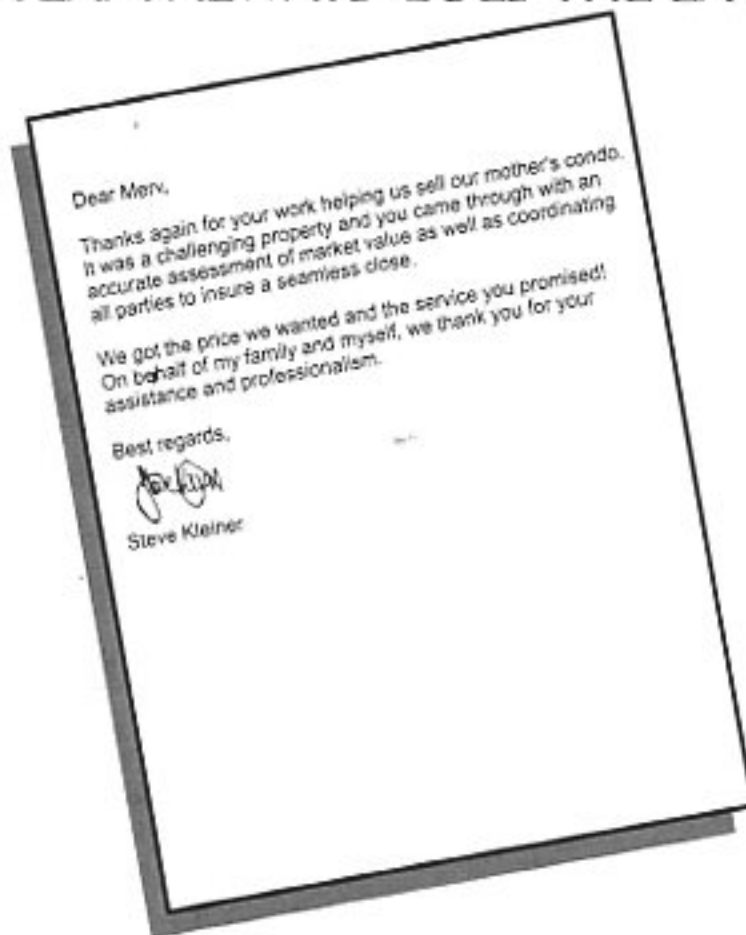 Dear Merv,
Thanks again for your work helping us sell our mother's condo.
It was a challenging property and you came through with an
accurate assessment of market value as well as coordinating
all parties to insure a seamless close.
We got the price we wanted and the service you promised!
On behalf of my family and myself, we thank you for your
assistance and professionalism.
Best regards,
Steve Kleiner